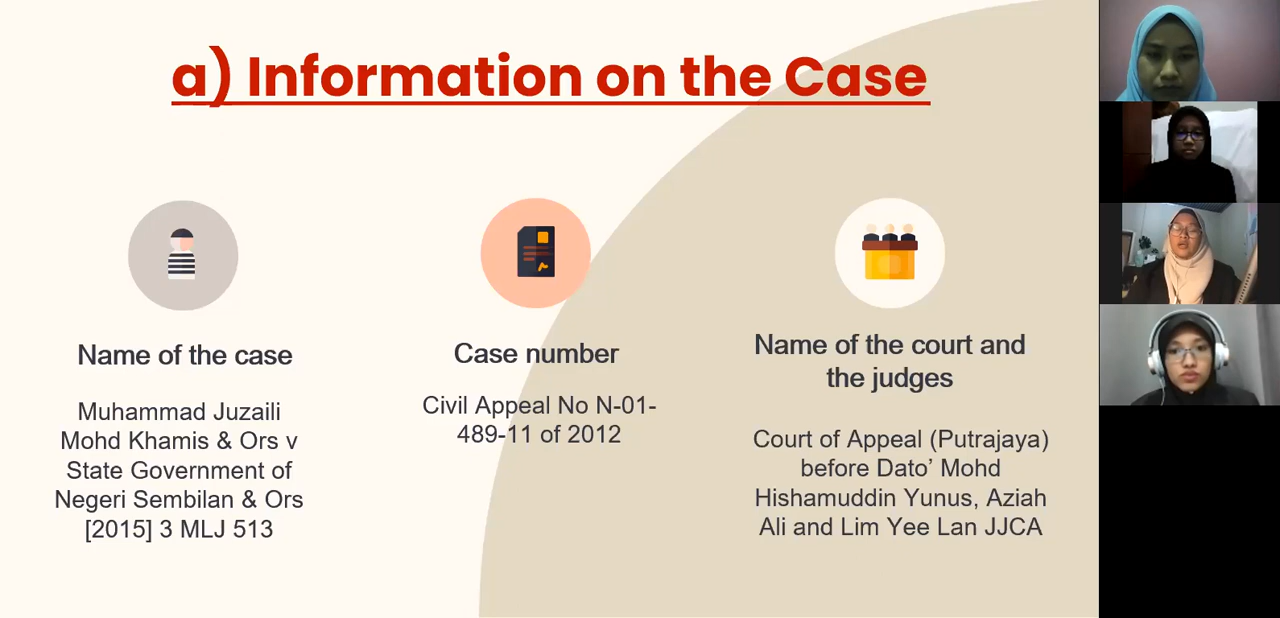 a) Information on the Case
Name of the case
Muhammad Juzaili
Mohd Khamis & Ors v
State Government of
Negeri Sembilan & Ors
[2015] 3 MLJ 513
Case number
Civil Appeal No N-01-
489-11 of 2012
Name of the court and
the judges
Court of Appeal (Putrajaya)
before Dato’ Mohd
Hishamuddin Yunus, Aziah
Ali and Lim Yee Lan JJCA